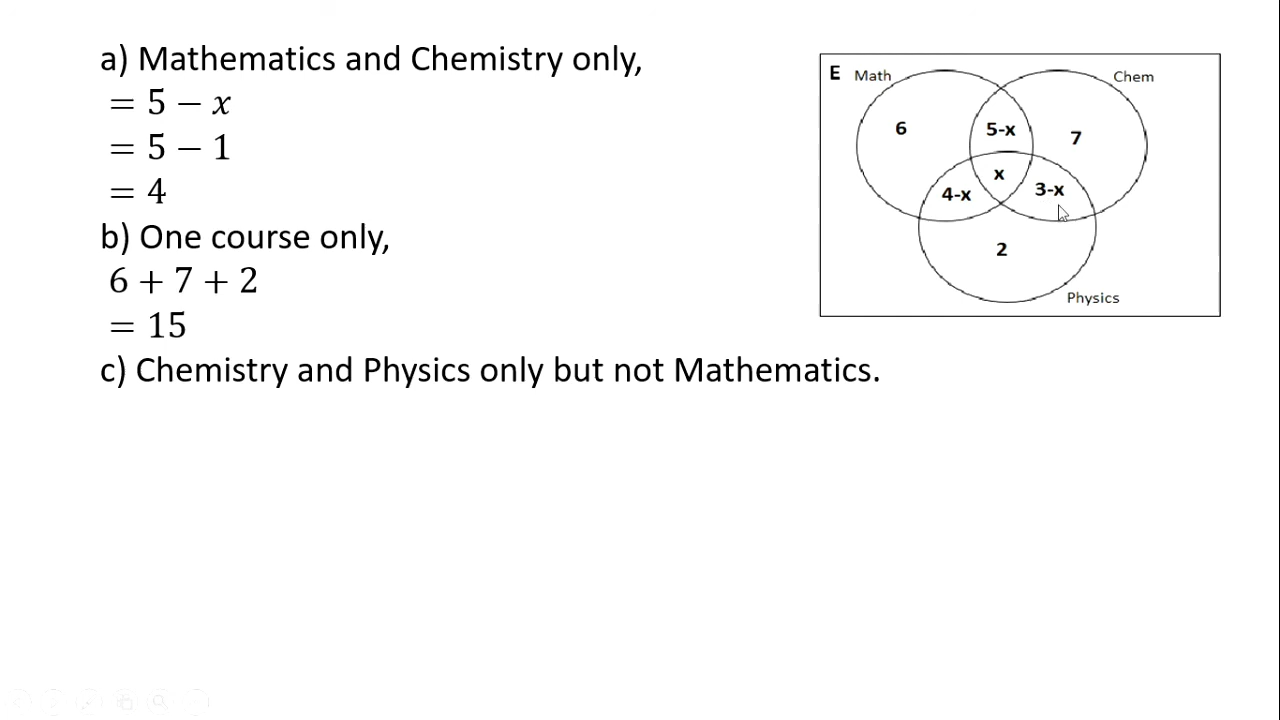 a) Mathematics and Chemistry only,
= 5 − x
= 5 − 1
= 4
b) One course only,
6 + 7 + 2
= 15
c) Chemistry and Physics only but not Mathematics.
E Math Chem
6 5-x 7
x
4-x 3-x
2
Physics